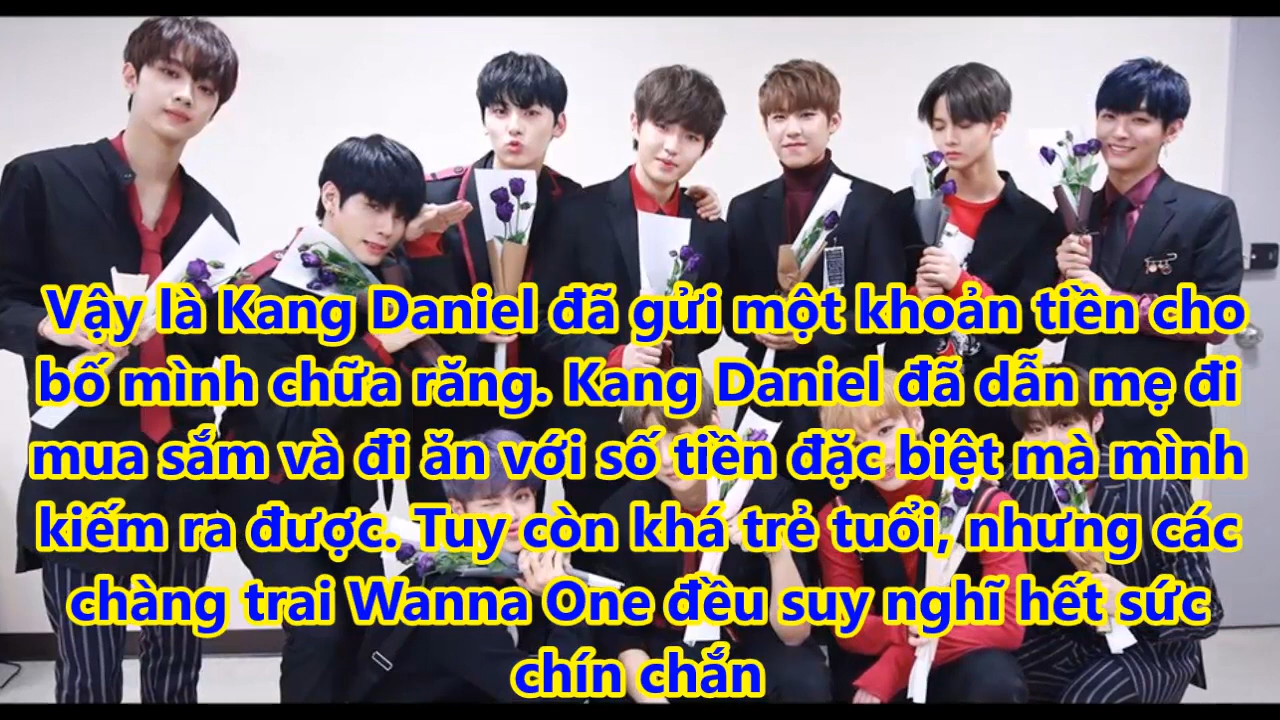 Vậy là Kang Daniel đã gửi một khoản tiền cho
bố mình chữa răng. Kang Daniel đã dẫn mẹ đi
mua sắm và đi ăn với số tiền đặc biệt mà mình
kiếm ra được. Tuy còn khá trẻ tuổi, nhưng các
chàng trai Wanna One đều suy nghĩ hết sức
chín chắn